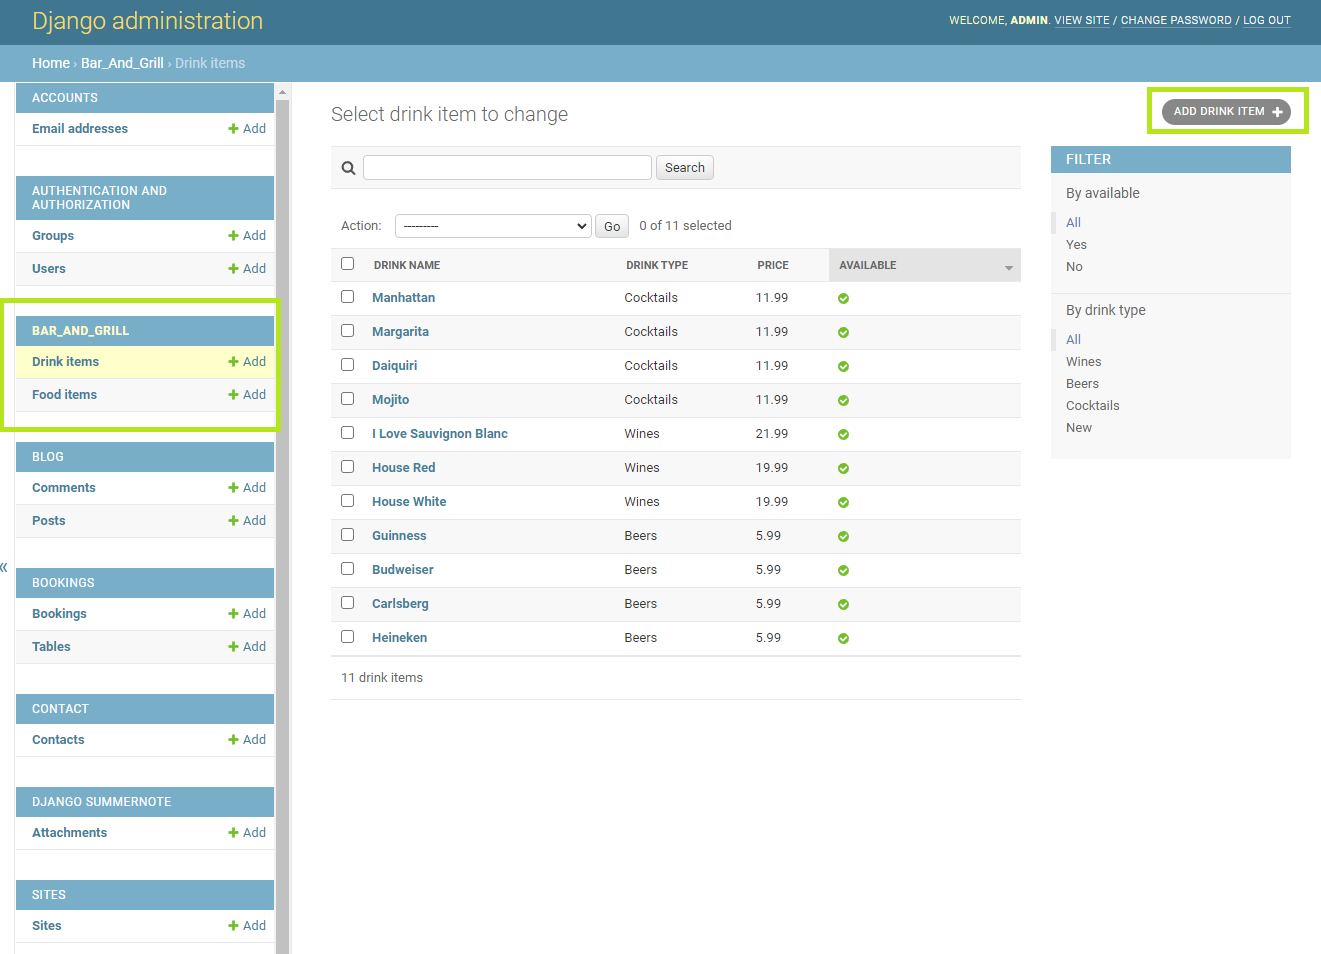 Django administration
WELCOME, ADMIN. VIEW SITE / CHANGE PASSWORD / LOG OUT
Home › Bar_And_Grill › Drink items
ACCOUNTS
Email addresses + Add
AUTHENTICATION AND
AUTHORIZATION
Groups + Add
Users + Add
BAR_AND_GRILL
Drink items + Add
Food items + Add
BLOG
Comments + Add
Posts + Add
BOOKINGS
Bookings + Add
Tables + Add
CONTACT
Contacts + Add
DJANGO SUMMERNOTE
Attachments + Add
SITES
Sites + Add
«
Select drink item to change
ADD DRINK ITEM +
Search
Action: --------- Go 0 of 11 selected
DRINK NAME DRINK TYPE PRICE AVAILABLE
Manhattan Cocktails 11.99
Margarita Cocktails 11.99
Daiquiri Cocktails 11.99
Mojito Cocktails 11.99
I Love Sauvignon Blanc Wines 21.99
House Red Wines 19.99
House White Wines 19.99
Guinness Beers 5.99
Budweiser Beers 5.99
Carlsberg Beers 5.99
Heineken Beers 5.99
11 drink items
FILTER
By available
All
Yes
No
By drink type
All
Wines
Beers
Cocktails
New